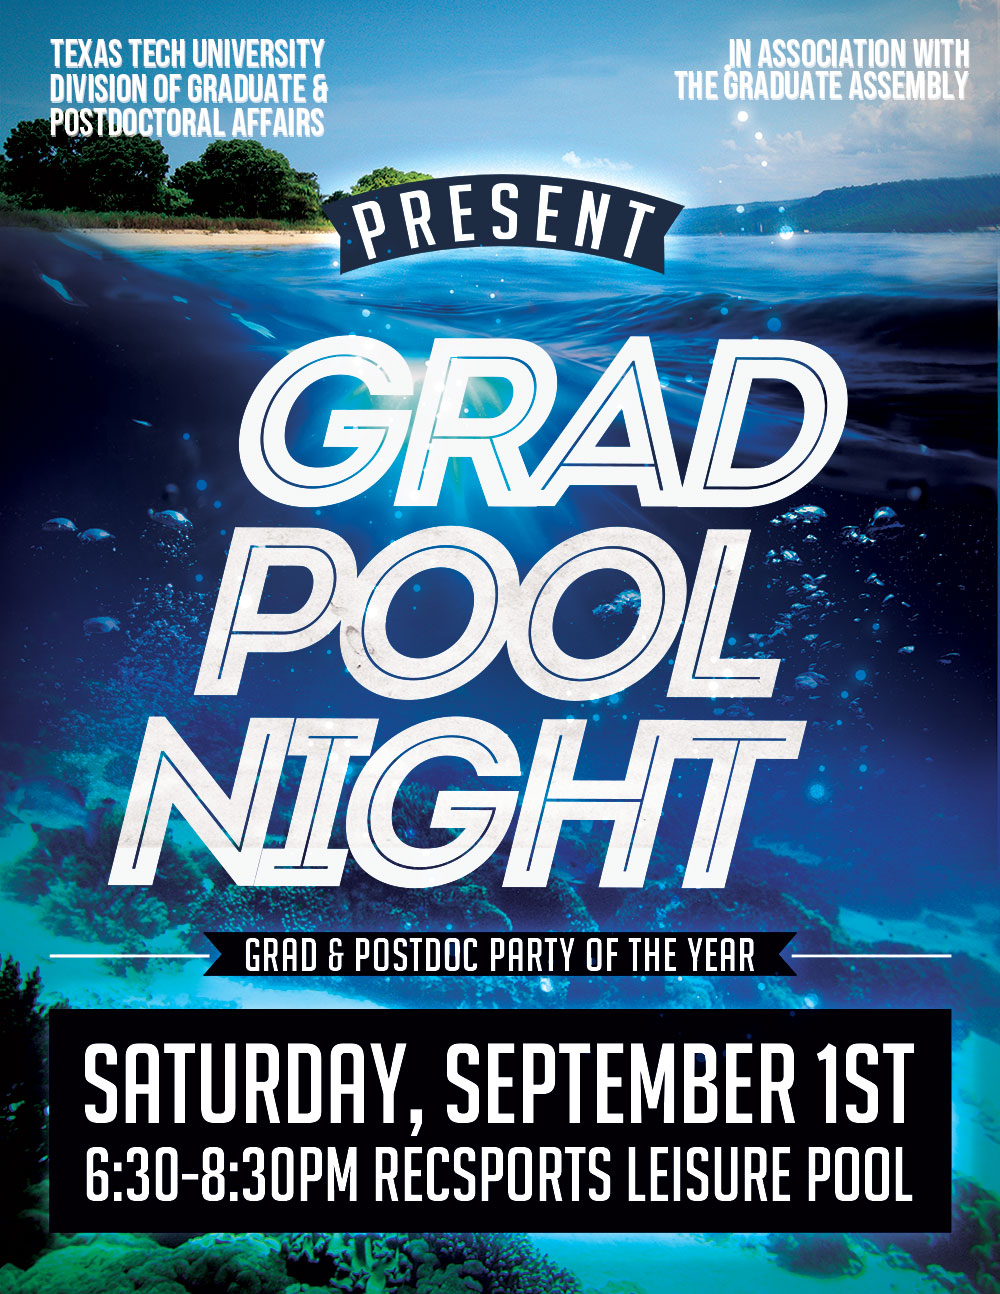 TEXAS TECH UNIVERSITY
DIVISION OF GRADUATE &
POSTDOCTORAL AFFAIRS
IN ASSOCIATION WITH
THE GRADUATE ASSEMBLY
PRESENT
GRAD
POOL
NIGHT
GRAD & POSTDOC PARTY OF THE YEAR
SATURDAY, SEPTEMBER 1ST
6:30-8:30PM RECSPORTS LEISURE POOL